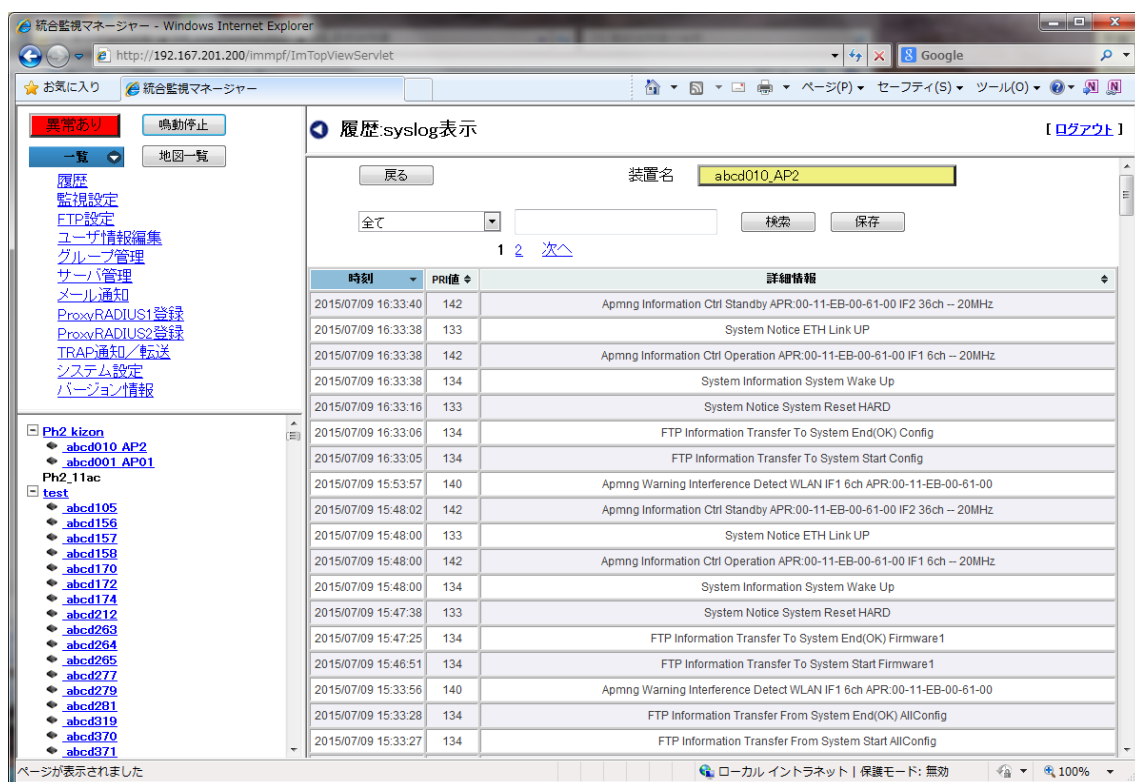 統合監視マネージャー - Windows Internet Explorer
http://192.167.201.200/immpf/ImTopViewServlet
Google
お気に入り
統合監視マネージャー
ページ(P)
セーフティ(S)
ツール(O)
異常あり
鳴動停止
一覧
地図一覧
履歴
監視設定
FTP設定
ユーザ情報編集
グループ管理
サーバ管理
メール通知
ProxyRADIUS1登録
ProxyRADIUS2登録
TRAP通知／転送
システム設定
バージョン情報
Ph2 kizon
abcd010 AP2
abcd001 AP01
Ph2_11ac
test
abcd105
abcd156
abcd157
abcd158
abcd170
abcd172
abcd174
abcd212
abcd263
abcd264
abcd265
abcd277
abcd279
abcd281
abcd319
abcd370
abcd371
履歴:syslog表示
[ ログアウト ]
戻る
装置名
abcd010_AP2
全て
検索
保存
1 2 次へ
時刻 PRI値 詳細情報
2015/07/09 16:33:40 142 Apmng Information Ctrl Standby APR:00-11-EB-00-61-00 IF2 36ch -- 20MHz
2015/07/09 16:33:38 133 System Notice ETH Link UP
2015/07/09 16:33:38 142 Apmng Information Ctrl Operation APR:00-11-EB-00-61-00 IF1 6ch -- 20MHz
2015/07/09 16:33:38 134 System Information System Wake Up
2015/07/09 16:33:16 133 System Notice System Reset HARD
2015/07/09 16:33:06 134 FTP Information Transfer To System End(OK) Config
2015/07/09 16:33:05 134 FTP Information Transfer To System Start Config
2015/07/09 15:53:57 140 Apmng Warning Interference Detect WLAN IF1 6ch APR:00-11-EB-00-61-00
2015/07/09 15:48:02 142 Apmng Information Ctrl Standby APR:00-11-EB-00-61-00 IF2 36ch -- 20MHz
2015/07/09 15:48:00 133 System Notice ETH Link UP
2015/07/09 15:48:00 142 Apmng Information Ctrl Operation APR:00-11-EB-00-61-00 IF1 6ch -- 20MHz
2015/07/09 15:48:00 134 System Information System Wake Up
2015/07/09 15:47:38 133 System Notice System Reset HARD
2015/07/09 15:47:25 134 FTP Information Transfer To System End(OK) Firmware1
2015/07/09 15:46:51 134 FTP Information Transfer To System Start Firmware1
2015/07/09 15:33:56 140 Apmng Warning Interference Detect WLAN IF1 6ch APR:00-11-EB-00-61-00
2015/07/09 15:33:28 134 FTP Information Transfer From System End(OK) AllConfig
2015/07/09 15:33:27 134 FTP Information Transfer From System Start AllConfig
ページが表示されました
ローカル イントラネット | 保護モード: 無効
100%